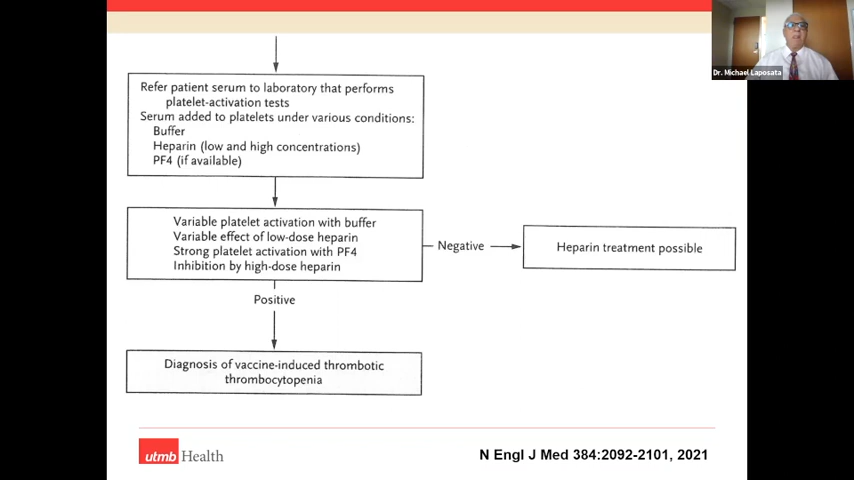 Dr. Michael Laposata
Refer patient serum to laboratory that performs
platelet-activation tests
Serum added to platelets under various conditions:
Buffer
Heparin (low and high concentrations)
PF4 (if available)
Variable platelet activation with buffer
Variable effect of low-dose heparin
Strong platelet activation with PF4
Inhibition by high-dose heparin
Negative
Heparin treatment possible
Positive
Diagnosis of vaccine-induced thrombotic
thrombocytopenia
utmb Health
N Engl J Med 384:2092-2101, 2021